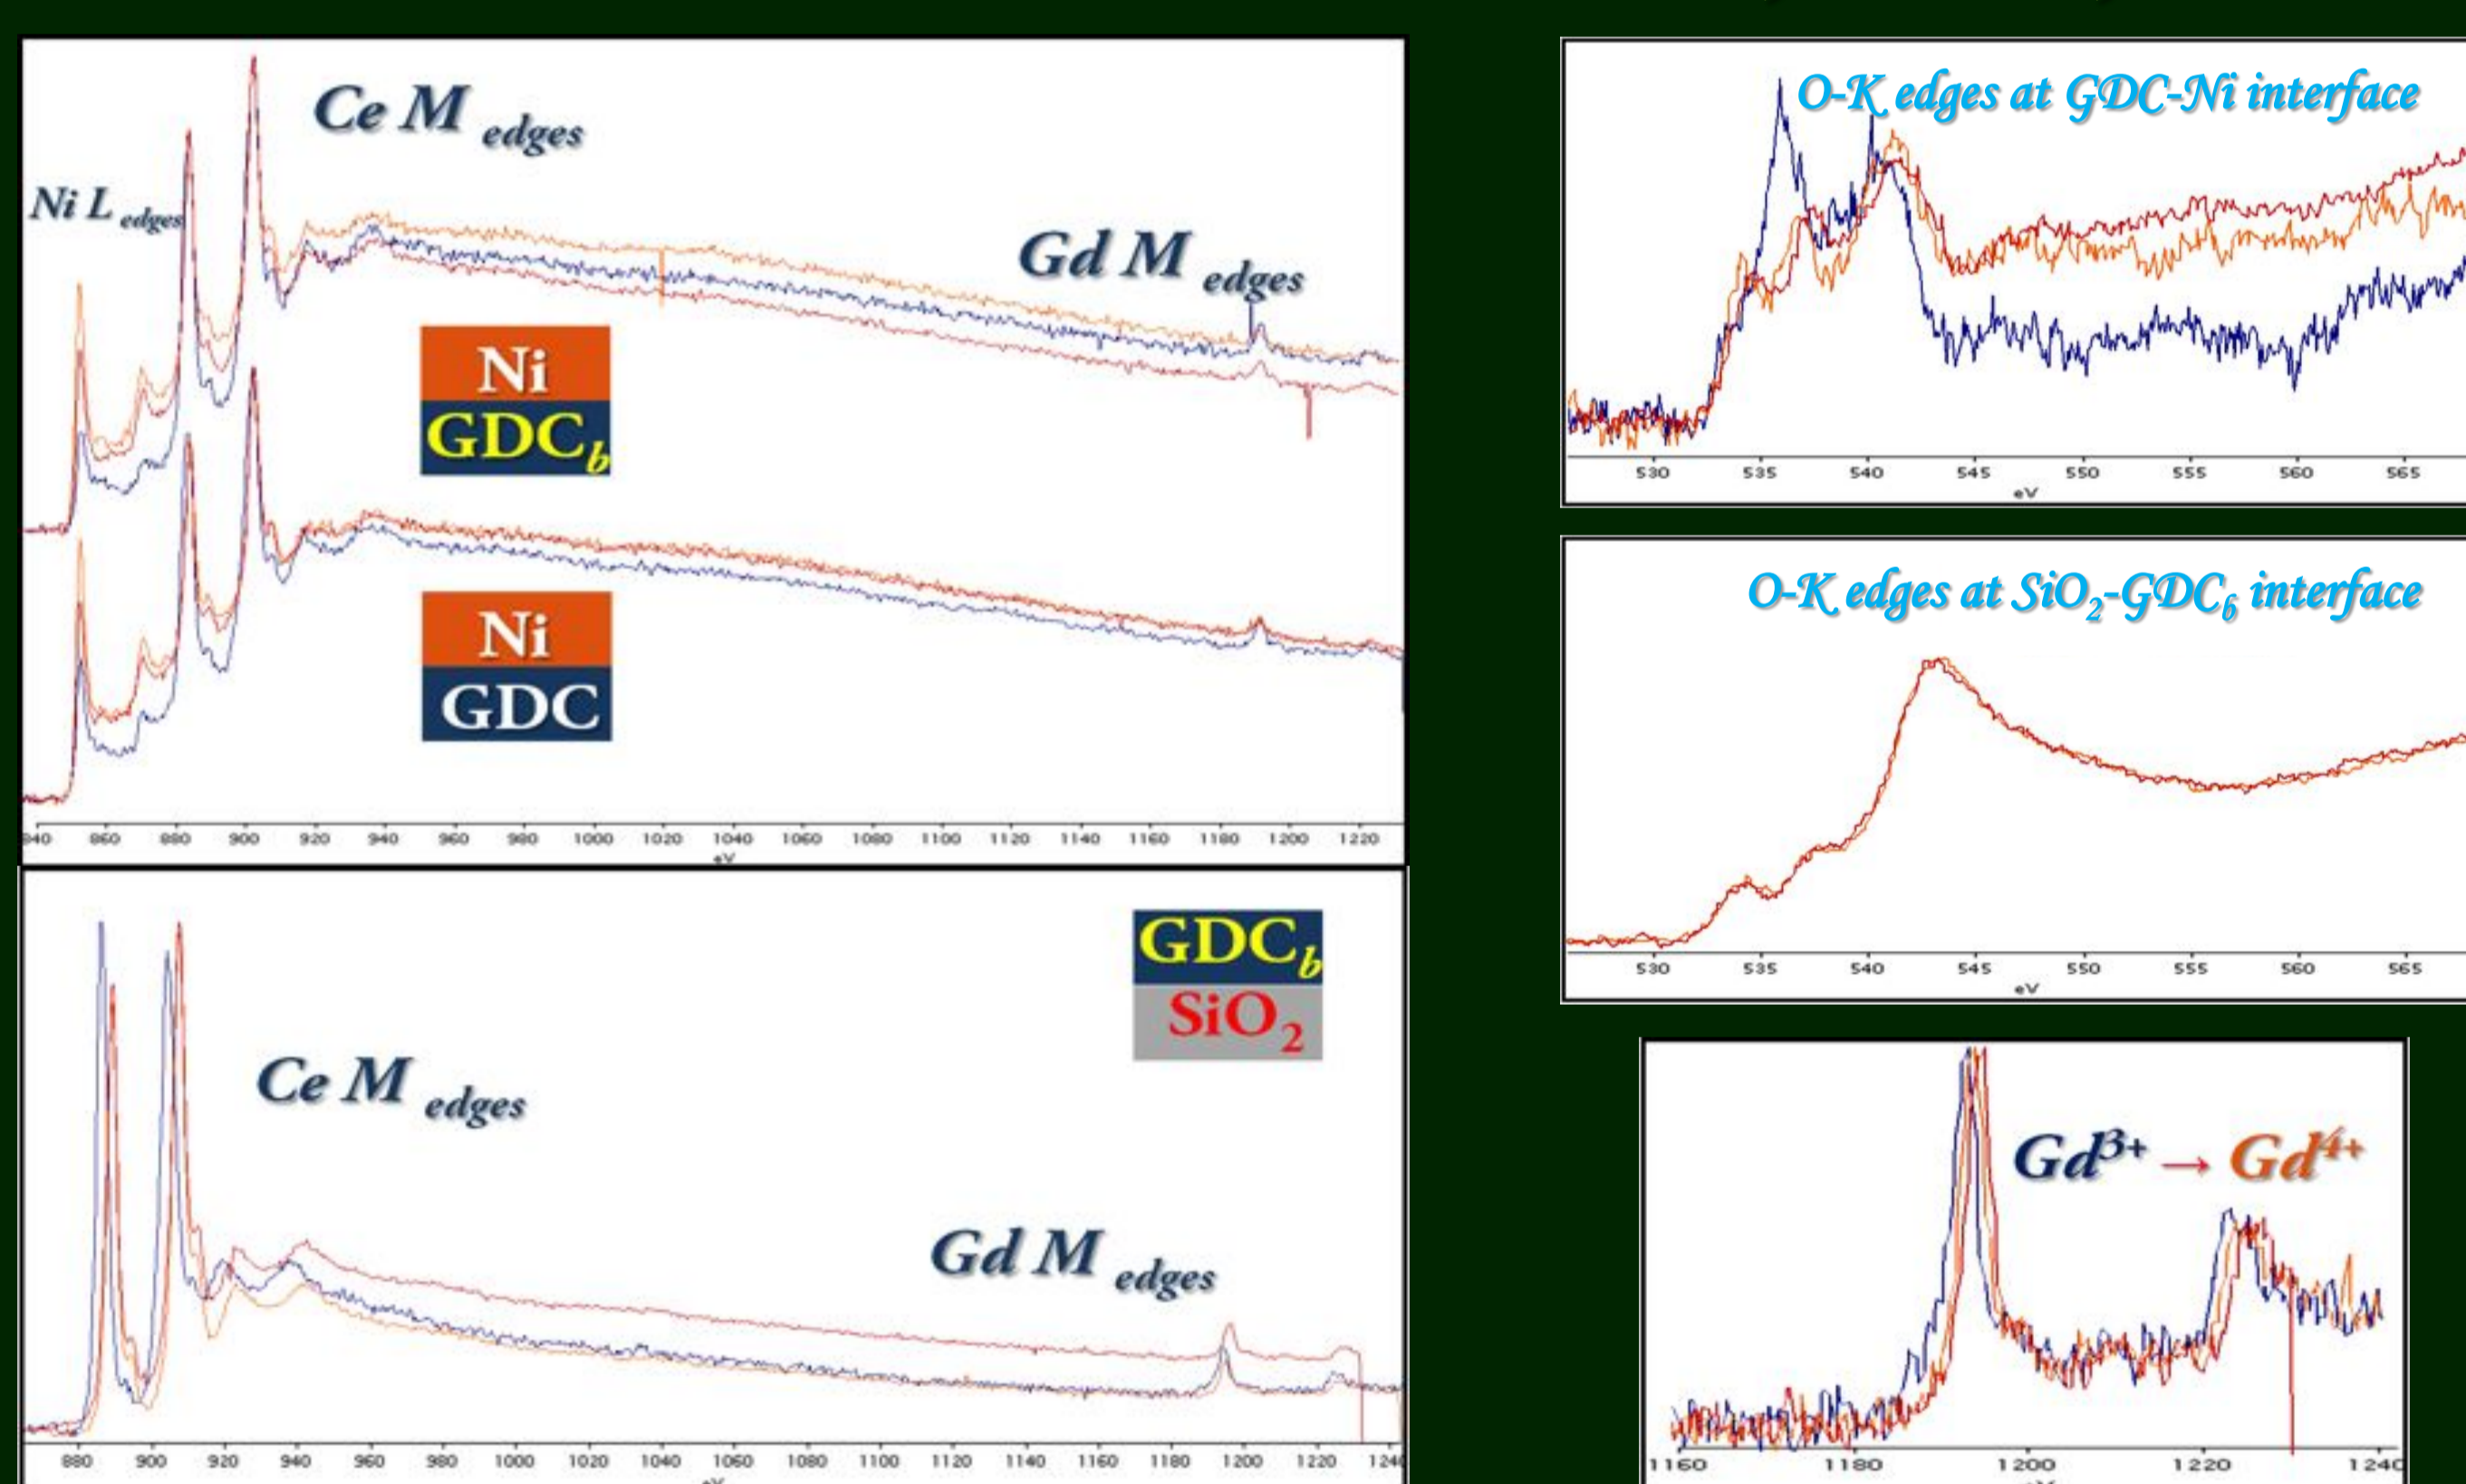 Ce M edges
Ni L edges
Gd M edges
Ni
GDC b
Ni
GDC
840 860 880 900 920 940 960 980 1000 1020 1040 1060 1080 1100 1120 1140 1160 1180 1200 1220
eV
GDC b
SiO2
Ce M edges
Gd M edges
880 900 920 940 960 980 1000 1020 1040 1060 1080 1100 1120 1140 1160 1180 1200 1220
O-K edges at GDC-Ni interface
530 535 540 545 550 555 560 565
eV
O-K edges at SiO2-GDC6 interface
530 535 540 545 550 555 560 565
eV
Gd3+ → Gd4+
1160 1180 1200 1220 1240